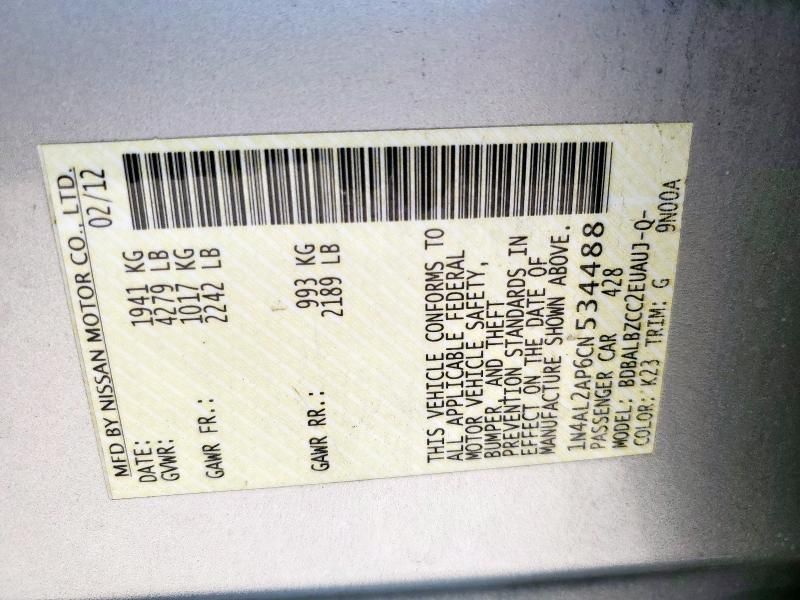 MFD BY NISSAN MOTOR CO., LTD.
DATE: 02/12
GVWR: 1941 KG
4279 LB
GAWR FR.: 1017 KG
2242 LB
GAWR RR.: 993 KG
2189 LB
THIS VEHICLE CONFORMS TO
ALL APPLICABLE FEDERAL
MOTOR VEHICLE SAFETY,
BUMPER, AND THEFT
PREVENTION STANDARDS IN
EFFECT ON THE DATE OF
MANUFACTURE SHOWN ABOVE.
1N4AL2AP6CN534488
PASSENGER CAR 428
MODEL: BDBALBZCC2EUAUJ-Q-
COLOR: K23 TRIM: G 9N00A